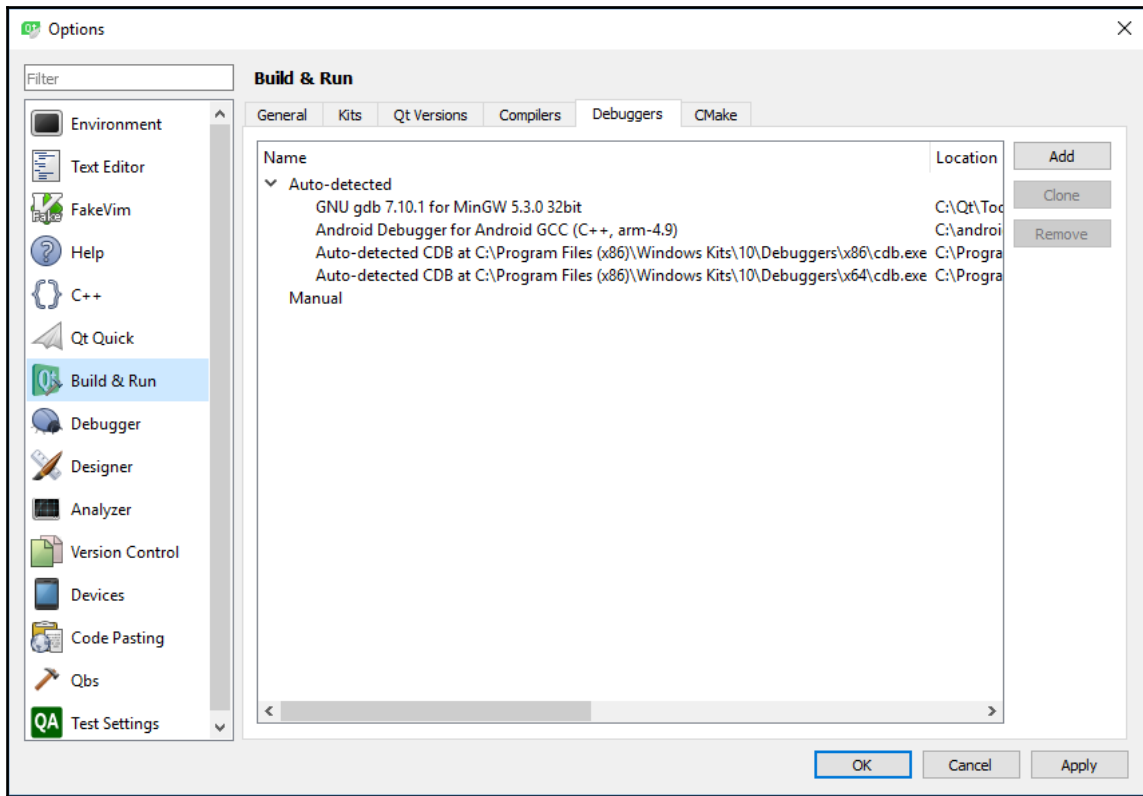 Options
Filter
Build & Run
Environment
Text Editor
FakeVim
Help
C++
Qt Quick
Build & Run
Debugger
Designer
Analyzer
Version Control
Devices
Code Pasting
Qbs
QA Test Settings
General Kits Qt Versions Compilers Debuggers CMake
Name Location
Auto-detected
GNU gdb 7.10.1 for MinGW 5.3.0 32bit C:\Qt\Too
Android Debugger for Android GCC (C++, arm-4.9) C:\androi
Auto-detected CDB at C:\Program Files (x86)\Windows Kits\10\Debuggers\x86\cdb.exe C:\Progra
Auto-detected CDB at C:\Program Files (x86)\Windows Kits\10\Debuggers\x64\cdb.exe C:\Progra
Manual
Add
Clone
Remove
OK Cancel Apply